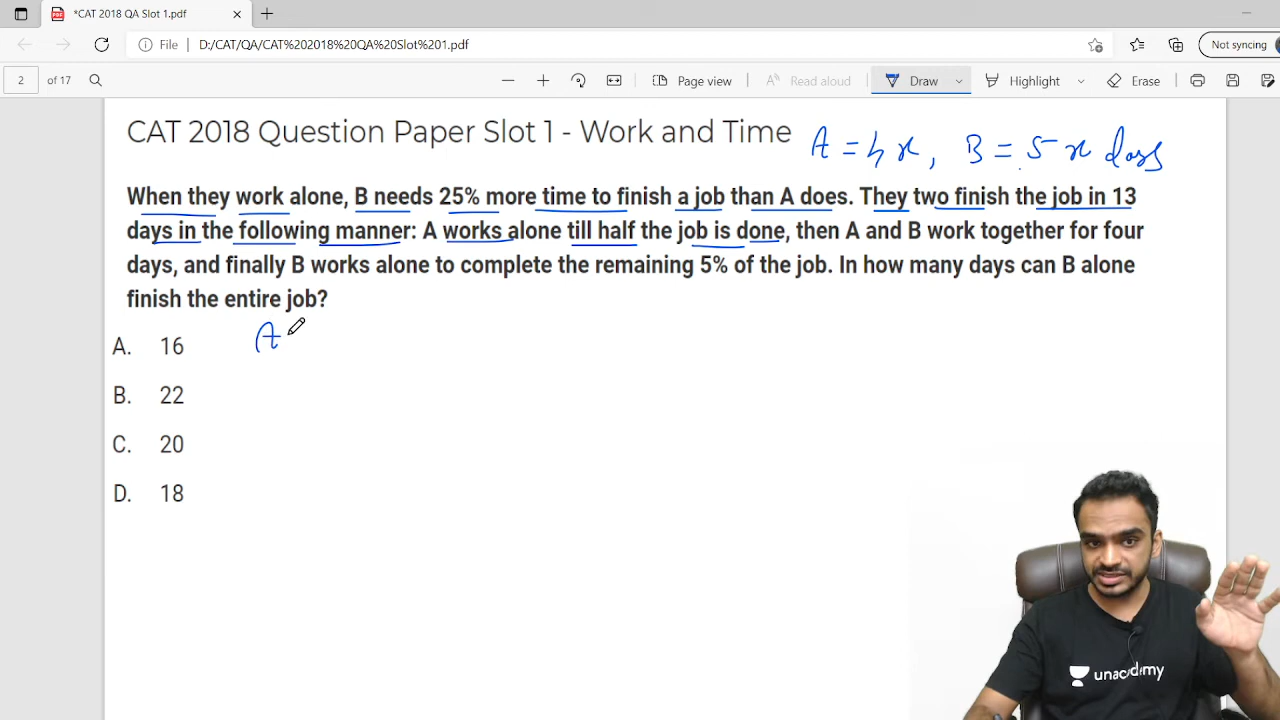 *CAT 2018 QA Slot 1.pdf
File D:/CAT/QA/CAT%202018%20QA%20Slot%201.pdf Not syncing
2 of 17 Page view Read aloud Draw Highlight Erase
CAT 2018 Question Paper Slot 1 - Work and Time
A = 4x, B = 5x days
When they work alone, B needs 25% more time to finish a job than A does. They two finish the job in 13
days in the following manner: A works alone till half the job is done, then A and B work together for four
days, and finally B works alone to complete the remaining 5% of the job. In how many days can B alone
finish the entire job?
A
A. 16
B. 22
C. 20
D. 18
unacademy